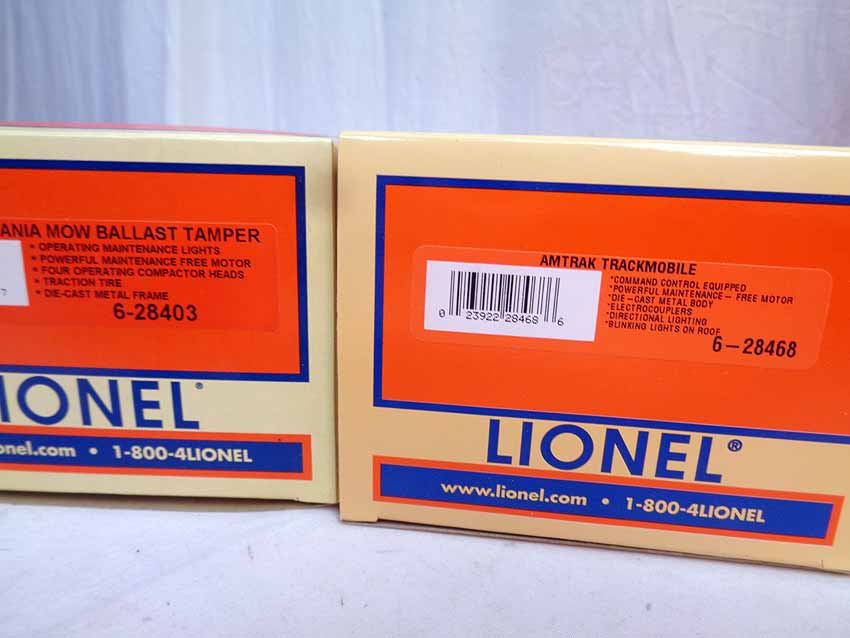 ANIA MOW BALLAST TAMPER
• OPERATING MAINTENANCE LIGHTS
• POWERFUL MAINTENANCE FREE MOTOR
• FOUR OPERATING COMPACTOR HEADS
• TRACTION TIRE
• DIE-CAST METAL FRAME
7
6-28403
IONEL®
onel.com • 1-800-4LIONEL
AMTRAK TRACKMOBILE
*COMMAND CONTROL EQUIPPED
*POWERFUL MAINTENANCE– FREE MOTOR
*DIE–CAST METAL BODY
*ELECTROCOUPLERS
*DIRECTIONAL LIGHTING
*BLINKING LIGHTS ON ROOF
0 23922 28468 6
6–28468
LIONEL®
www.lionel.com • 1-800-4LIONEL